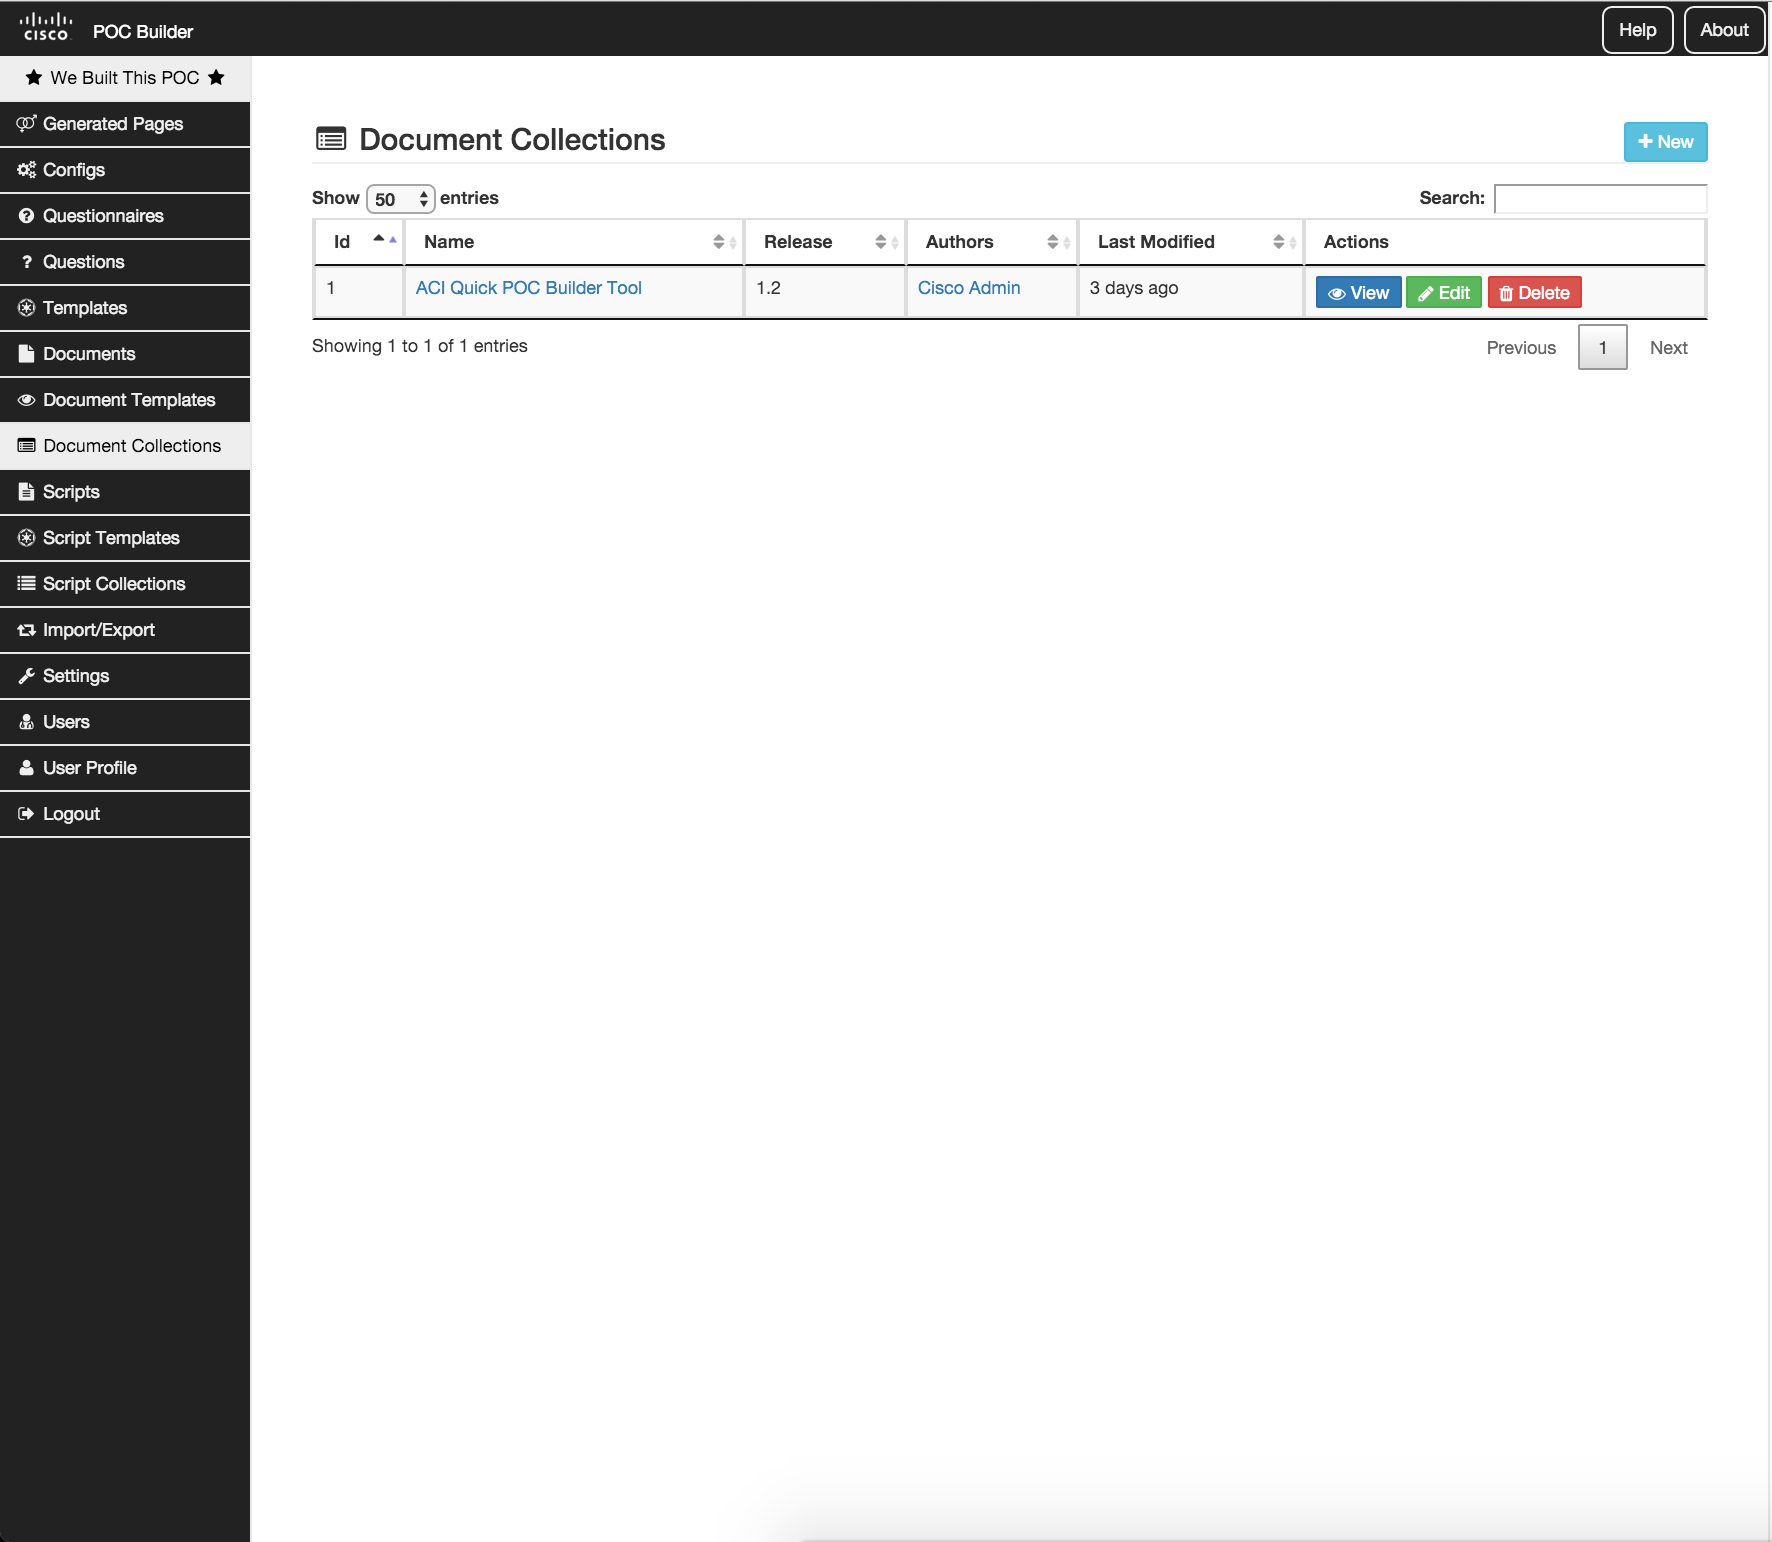 CISCO POC Builder Help About
★ We Built This POC ★
Generated Pages
Configs
Questionnaires
? Questions
Templates
Documents
Document Templates
Document Collections
Scripts
Script Templates
Script Collections
Import/Export
Settings
Users
User Profile
Logout
Document Collections
+ New
Show 50 entries Search:
Id Name Release Authors Last Modified Actions
1 ACI Quick POC Builder Tool 1.2 Cisco Admin 3 days ago View Edit Delete
Showing 1 to 1 of 1 entries Previous 1 Next